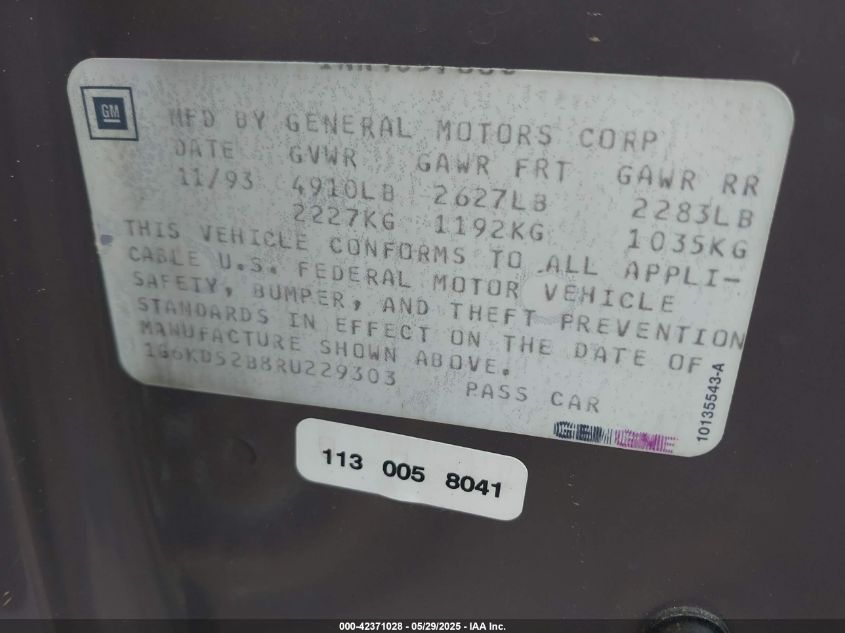 GM
MFD BY GENERAL MOTORS CORP
DATE GVWR GAWR FRT GAWR RR
11/93 4910LB 2627LB 2283LB
2227KG 1192KG 1035KG
THIS VEHICLE CONFORMS TO ALL APPLI-
CABLE U.S. FEDERAL MOTOR VEHICLE
SAFETY, BUMPER, AND THEFT PREVENTION
STANDARDS IN EFFECT ON THE DATE OF
MANUFACTURE SHOWN ABOVE.
1G6KD52B8RU229303 PASS CAR
10135543-A
113 005 8041
000-42371028 - 05/29/2025 - IAA Inc.